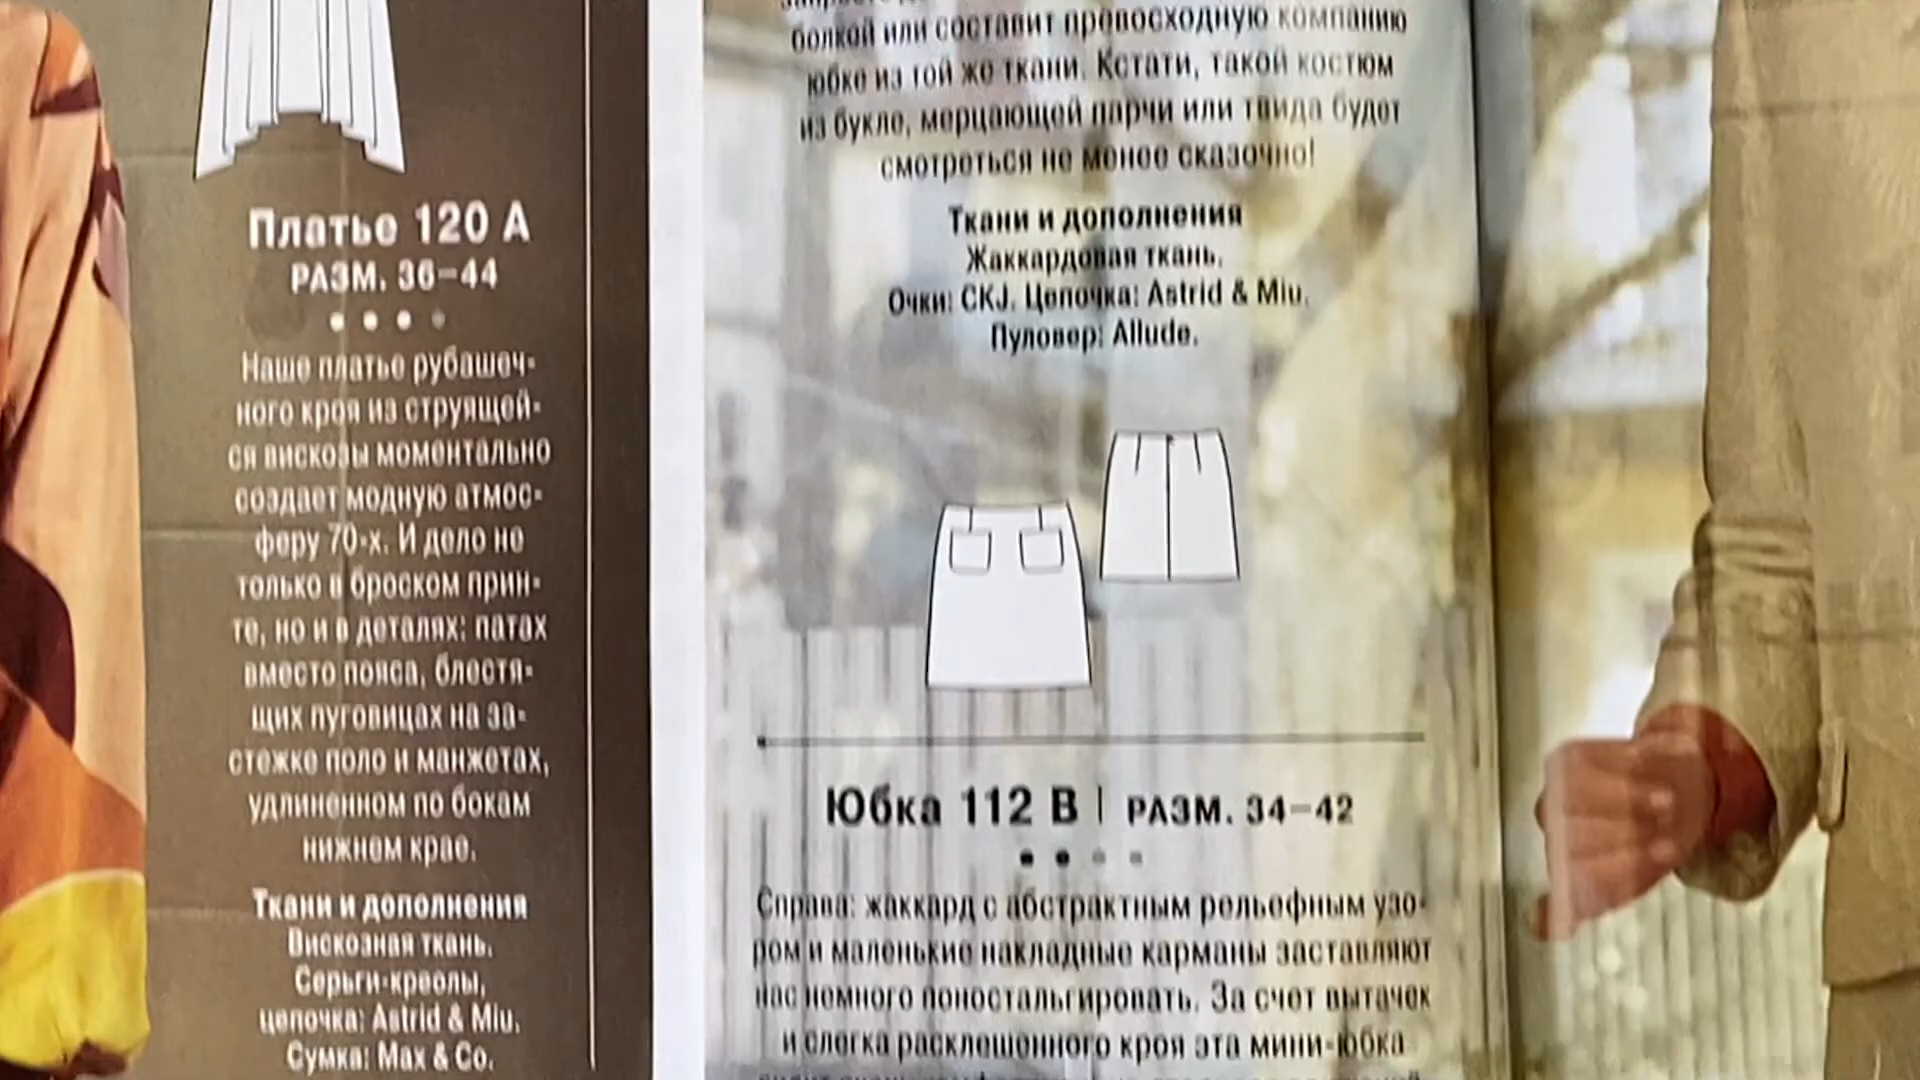 Платье 120 A
РАЗМ. 36–44
Наше платье рубашеч-
ного кроя из струящей-
ся вискозы моментально
создает модную атмос-
феру 70-х. И дело не
только в броском прин-
те, но и в деталях: патах
вместо пояса, блестя-
щих пуговицах на за-
стежке поло и манжетах,
удлиненном по бокам
нижнем крае.
Ткани и дополнения
Вискозная ткань.
Серьги-креолы,
цепочка: Astrid & Miu.
Сумка: Max & Co.
болкой или составит превосходную компанию
юбке из той же ткани. Кстати, такой костюм
из букле, мерцающей парчи или твида будет
смотреться не менее сказочно!
Ткани и дополнения
Жаккардовая ткань.
Очки: CKJ. Цепочка: Astrid & Miu.
Пуловер: Allude.
Юбка 112 B | РАЗМ. 34–42
Справа: жаккард с абстрактным рельефным узо-
ром и маленькие накладные карманы заставляют
нас немного поностальгировать. За счет вытачек
и слегка расклешенного кроя эта мини-юбка